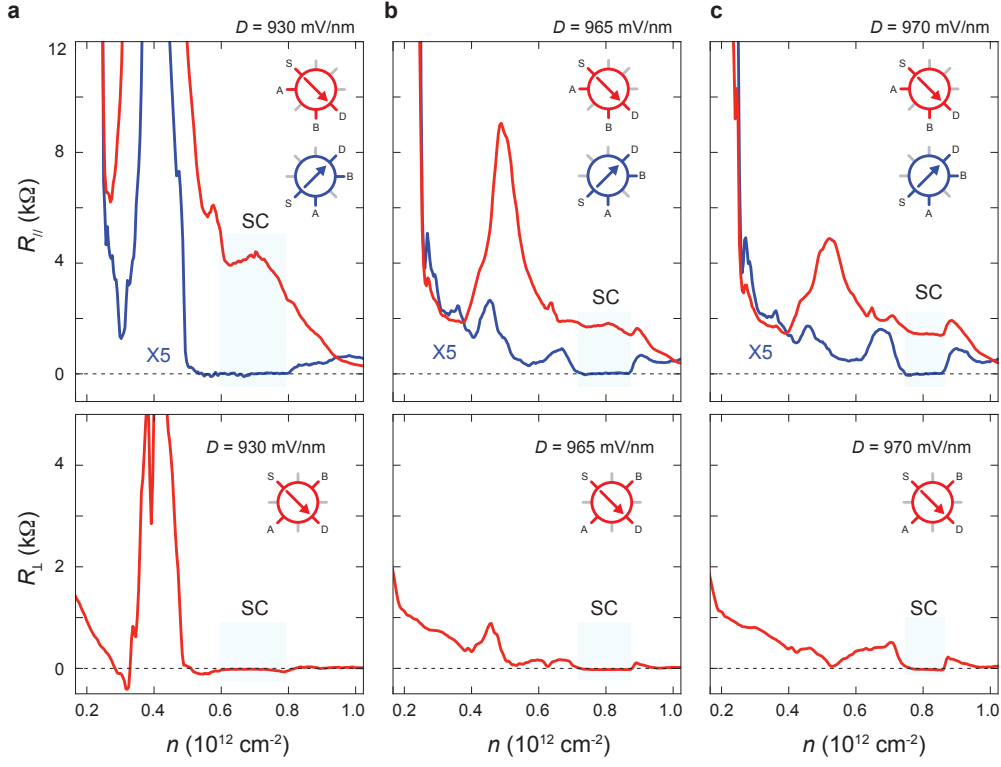 a
D = 930 mV/nm
12
8
4
0
R// (kΩ)
S
A
B
D
D
B
S
A
SC
X5
b
D = 965 mV/nm
S
A
B
D
D
B
S
A
SC
X5
c
D = 970 mV/nm
S
A
B
D
D
B
S
A
SC
X5
D = 930 mV/nm
4
2
0
R⊥ (kΩ)
S
B
A
D
SC
0.2 0.4 0.6 0.8 1.0
n (10¹² cm⁻²)
D = 965 mV/nm
S
B
A
D
SC
0.2 0.4 0.6 0.8 1.0
n (10¹² cm⁻²)
D = 970 mV/nm
S
B
A
D
SC
0.2 0.4 0.6 0.8 1.0
n (10¹² cm⁻²)